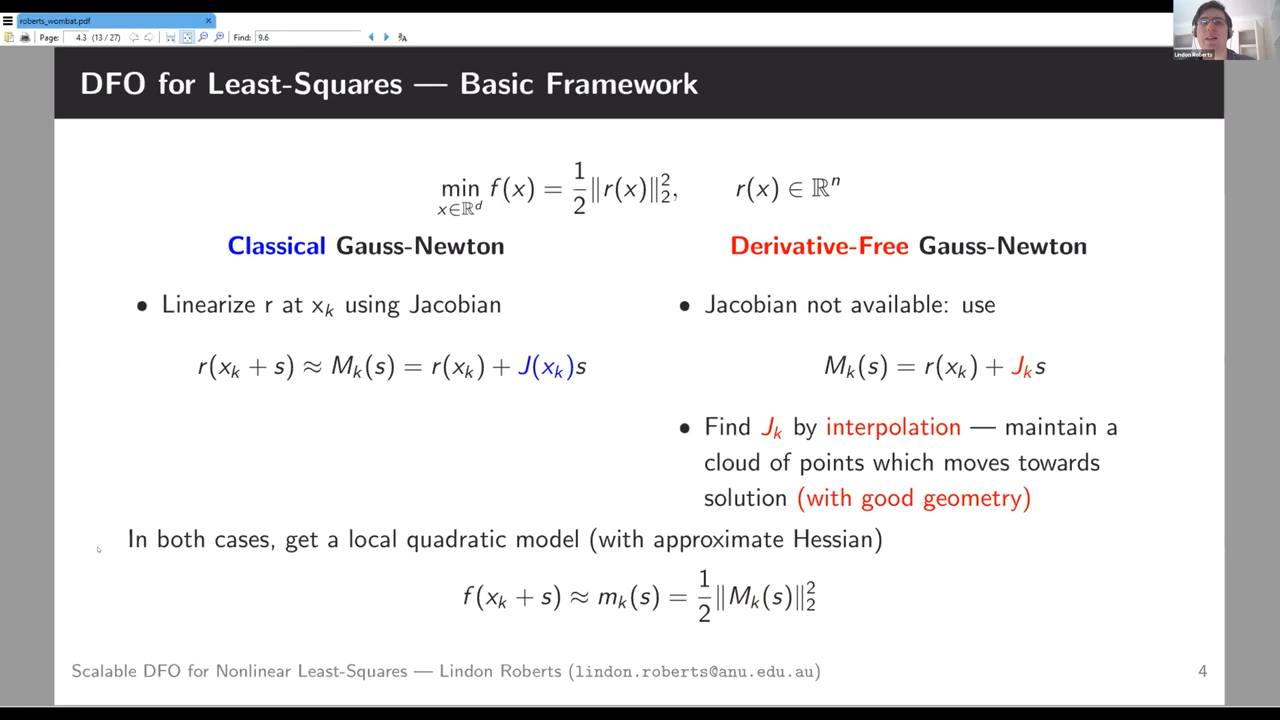 roberts_wombat.pdf
Page: 4.3 (13 / 27) Find: 9.6
Lindon Roberts
DFO for Least-Squares — Basic Framework
min_{x∈ℝ^d} f(x) = 1/2 ‖r(x)‖₂², r(x) ∈ ℝⁿ
Classical Gauss-Newton
• Linearize r at x_k using Jacobian
r(x_k + s) ≈ M_k(s) = r(x_k) + J(x_k)s
Derivative-Free Gauss-Newton
• Jacobian not available: use
M_k(s) = r(x_k) + J_k s
• Find J_k by interpolation — maintain a
cloud of points which moves towards
solution (with good geometry)
In both cases, get a local quadratic model (with approximate Hessian)
f(x_k + s) ≈ m_k(s) = 1/2 ‖M_k(s)‖₂²
Scalable DFO for Nonlinear Least-Squares — Lindon Roberts (lindon.roberts@anu.edu.au) 4